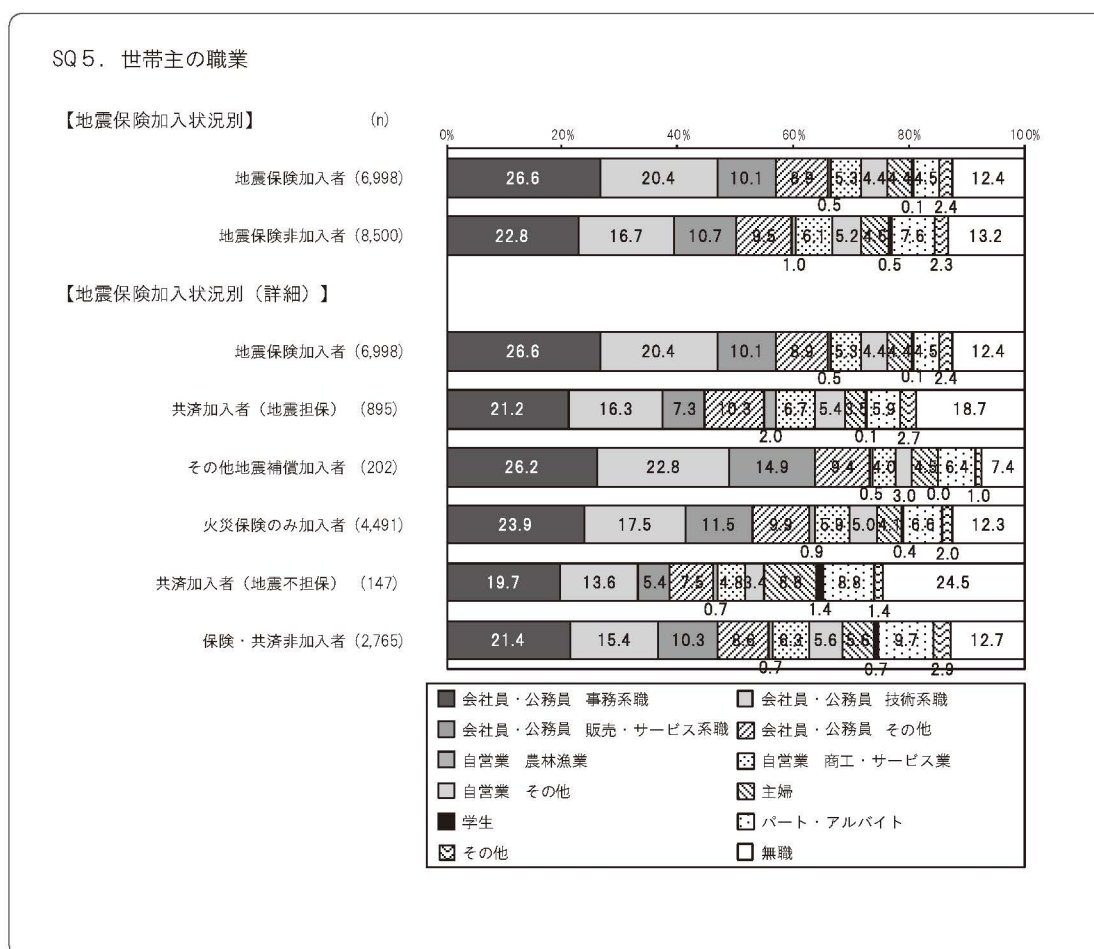 SQ5．世帯主の職業
【地震保険加入状況別】 (n)
0% 20% 40% 60% 80% 100%
地震保険加入者 (6,998) 26.6 20.4 10.1 8.9 0.5 5.3 4.4 4.4 0.1 4.5 2.4 12.4
地震保険非加入者 (8,500) 22.8 16.7 10.7 9.5 1.0 6.1 5.2 4.6 0.5 7.6 2.3 13.2
【地震保険加入状況別（詳細）】
地震保険加入者 (6,998) 26.6 20.4 10.1 8.9 0.5 5.3 4.4 4.4 0.1 4.5 2.4 12.4
共済加入者（地震担保） (895) 21.2 16.3 7.3 10.3 2.0 6.7 5.4 3.5 0.1 5.9 2.7 18.7
その他地震補償加入者 (202) 26.2 22.8 14.9 9.4 0.5 4.0 3.0 4.5 0.0 6.4 1.0 7.4
火災保険のみ加入者 (4,491) 23.9 17.5 11.5 9.9 0.9 5.9 5.0 4.1 0.4 6.6 2.0 12.3
共済加入者（地震不担保） (147) 19.7 13.6 5.4 7.5 0.7 4.8 3.4 8.8 1.4 8.8 1.4 24.5
保険・共済非加入者 (2,765) 21.4 15.4 10.3 8.6 0.7 6.3 5.6 5.6 0.7 9.7 2.9 12.7
会社員・公務員 事務系職 会社員・公務員 技術系職
会社員・公務員 販売・サービス系職 会社員・公務員 その他
自営業 農林漁業 自営業 商工・サービス業
自営業 その他 主婦
学生 パート・アルバイト
その他 無職